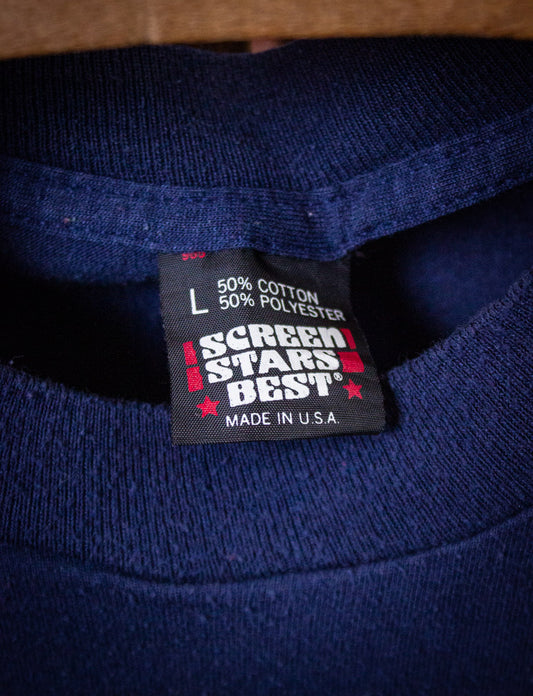 L 50% COTTON
50% POLYESTER
SCREEN
STARS
BEST®
MADE IN U.S.A.